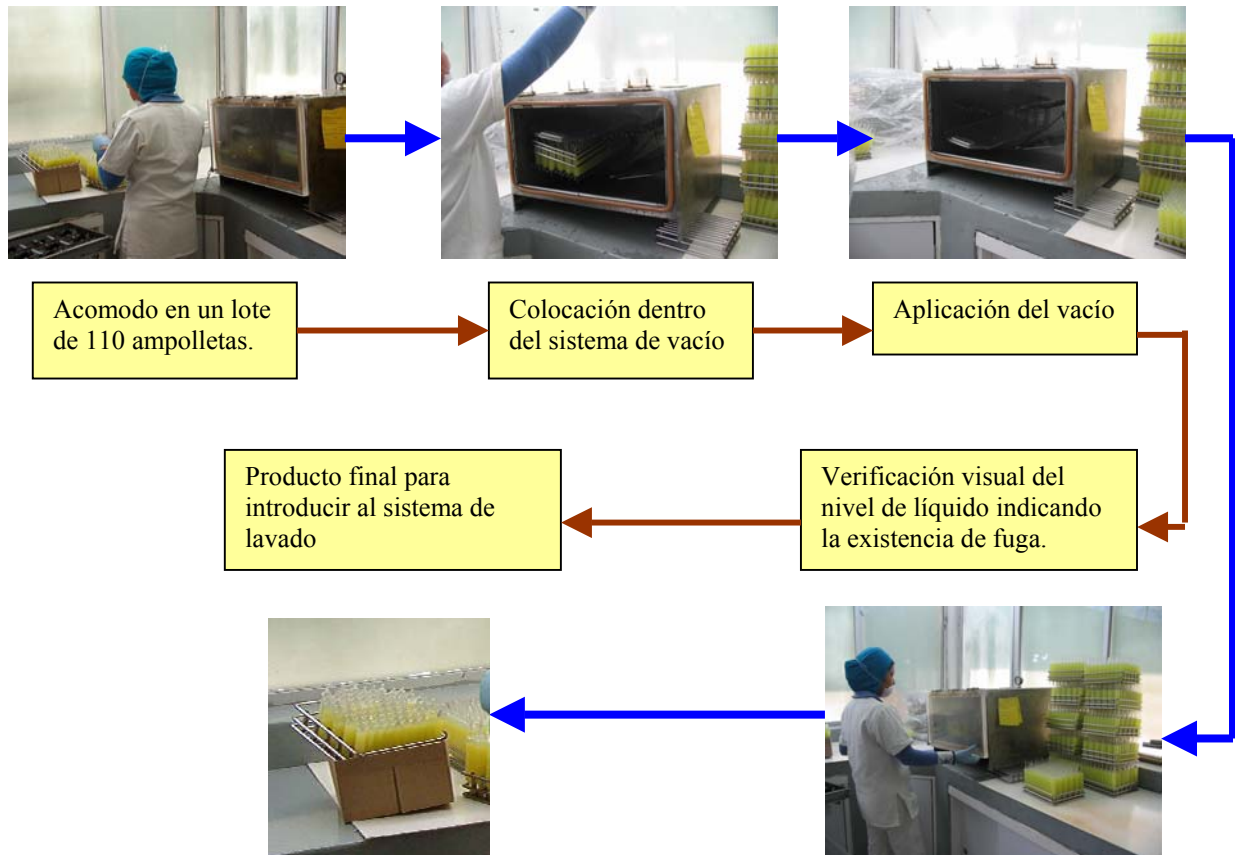 Acomodo en un lote
de 110 ampolletas.
Colocación dentro
del sistema de vacío
Aplicación del vacío
Verificación visual del
nivel de líquido indicando
la existencia de fuga.
Producto final para
introducir al sistema de
lavado